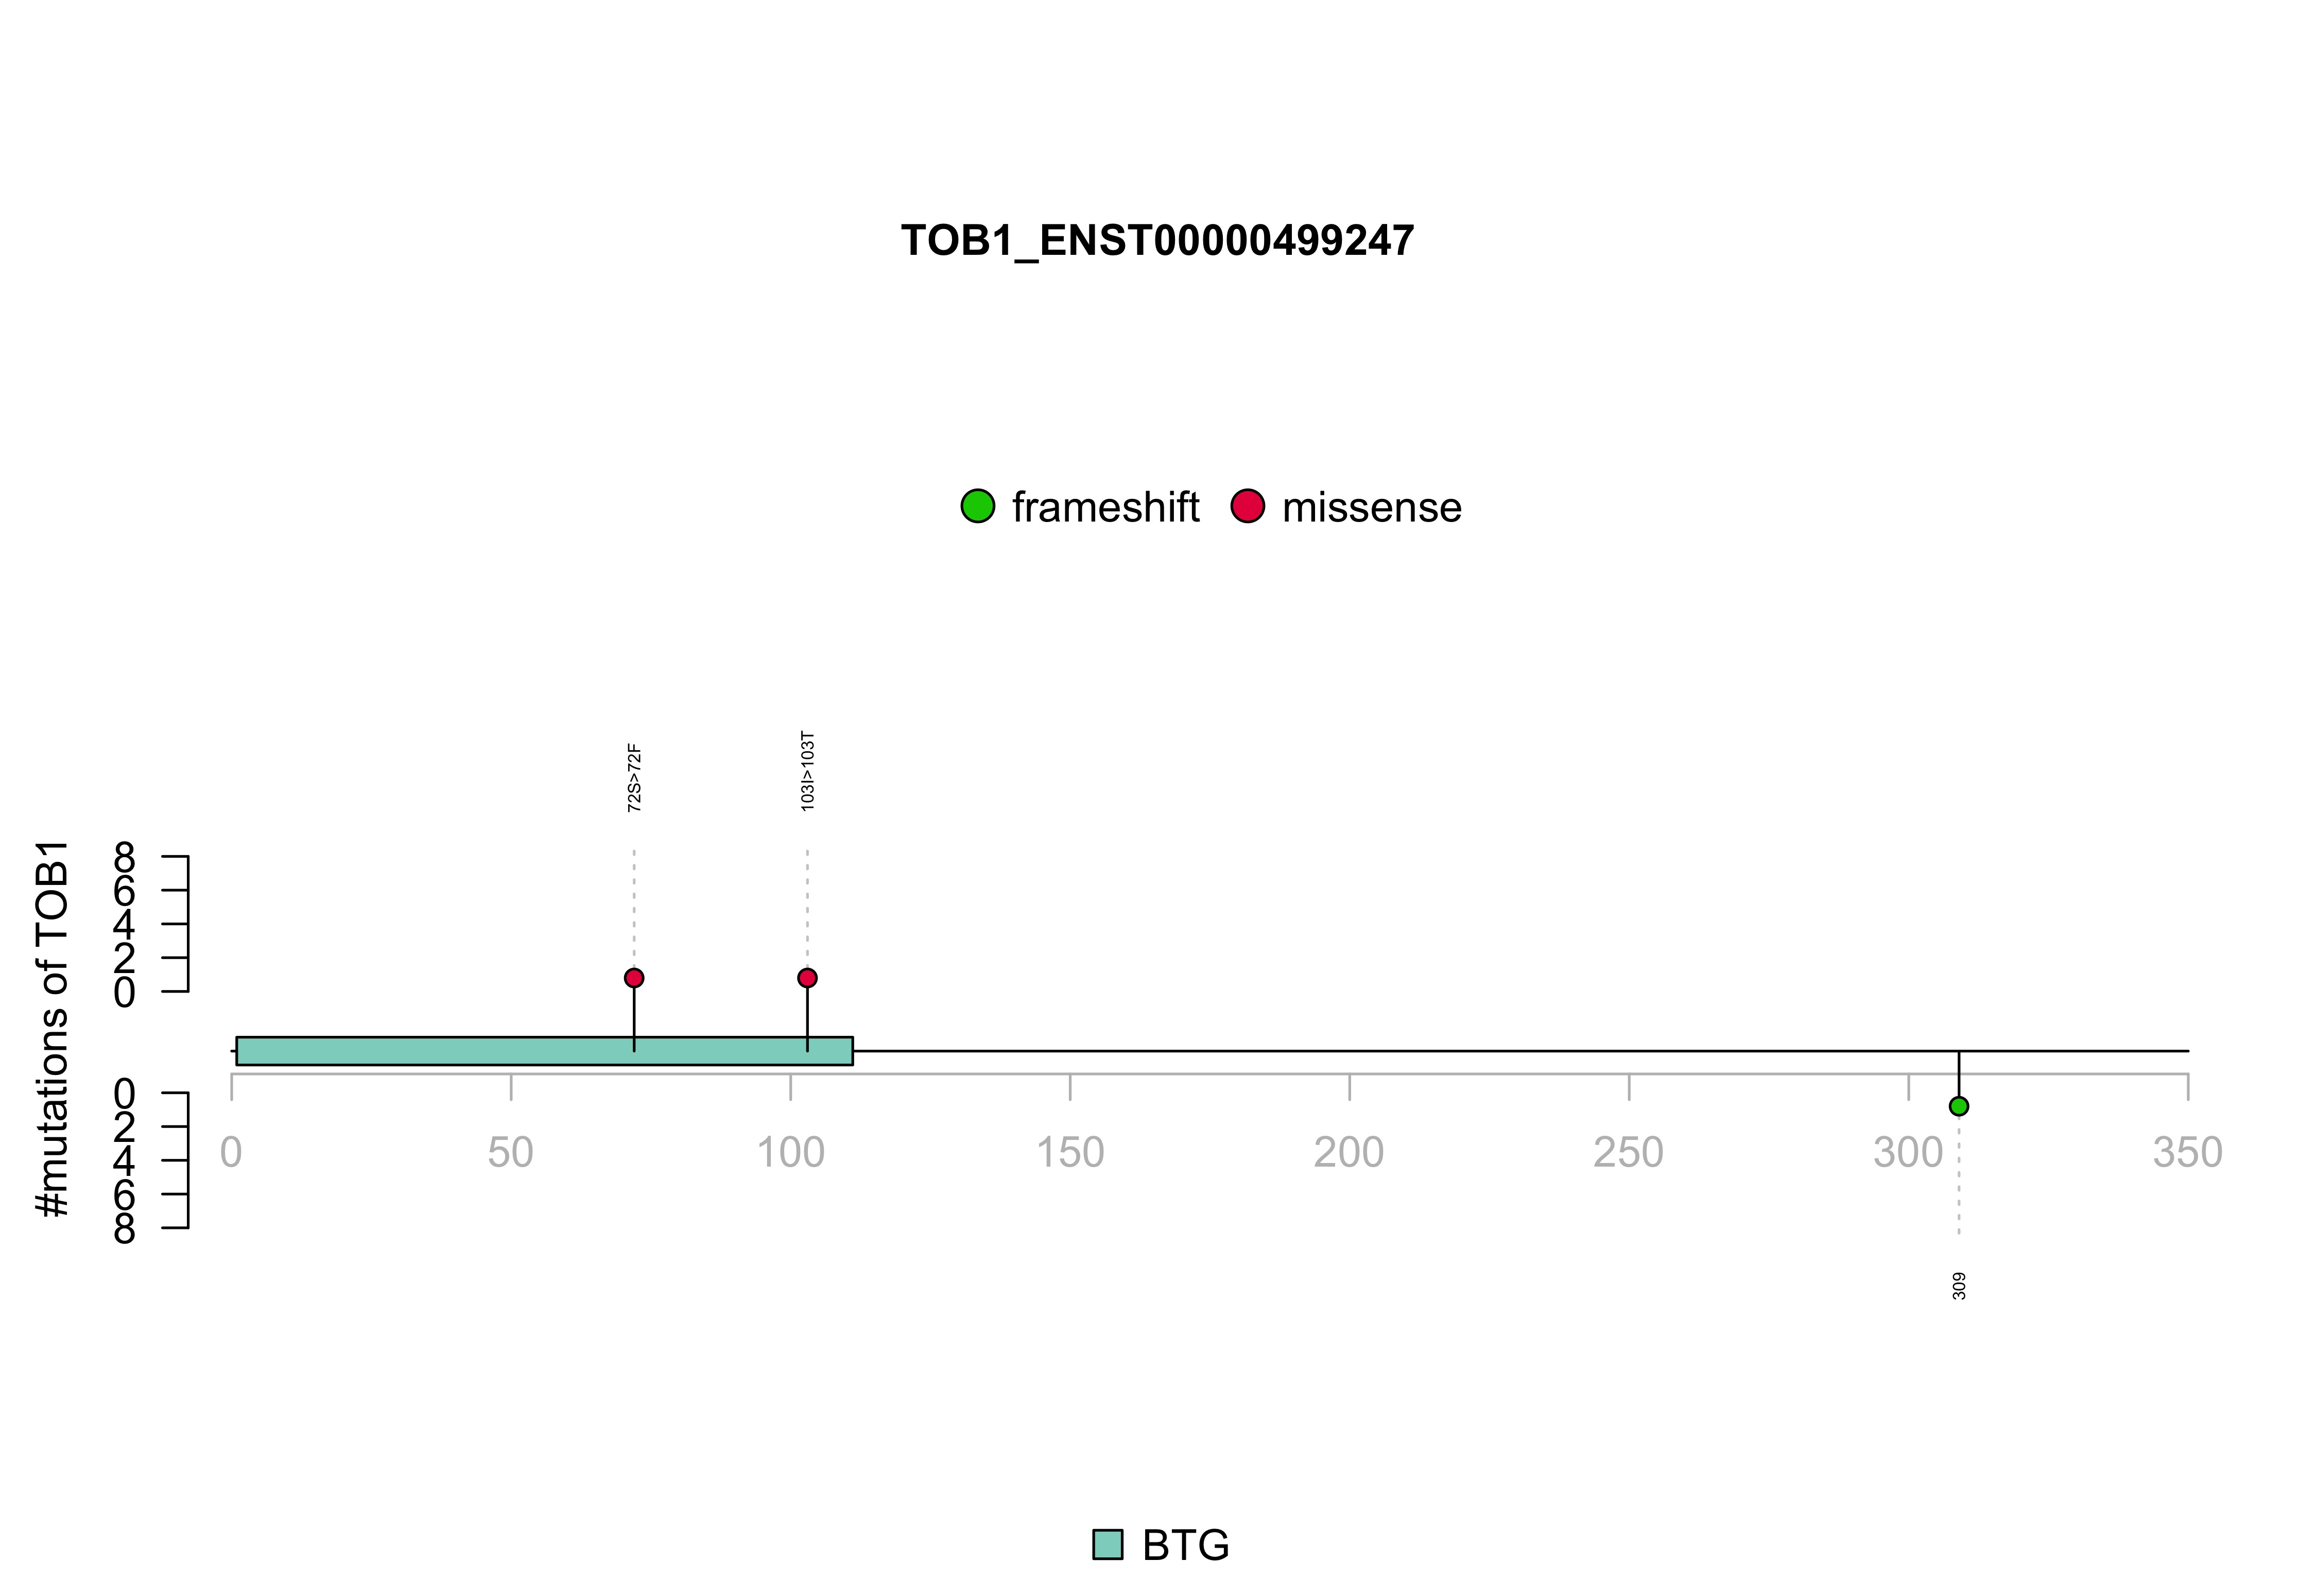 TOB1_ENST00000499247
frameshift missense
72S>72F
103I>103T
#mutations of TOB1
8
6
4
2
0
0
2
4
6
8
0 50 100 150 200 250 300 350
309
BTG